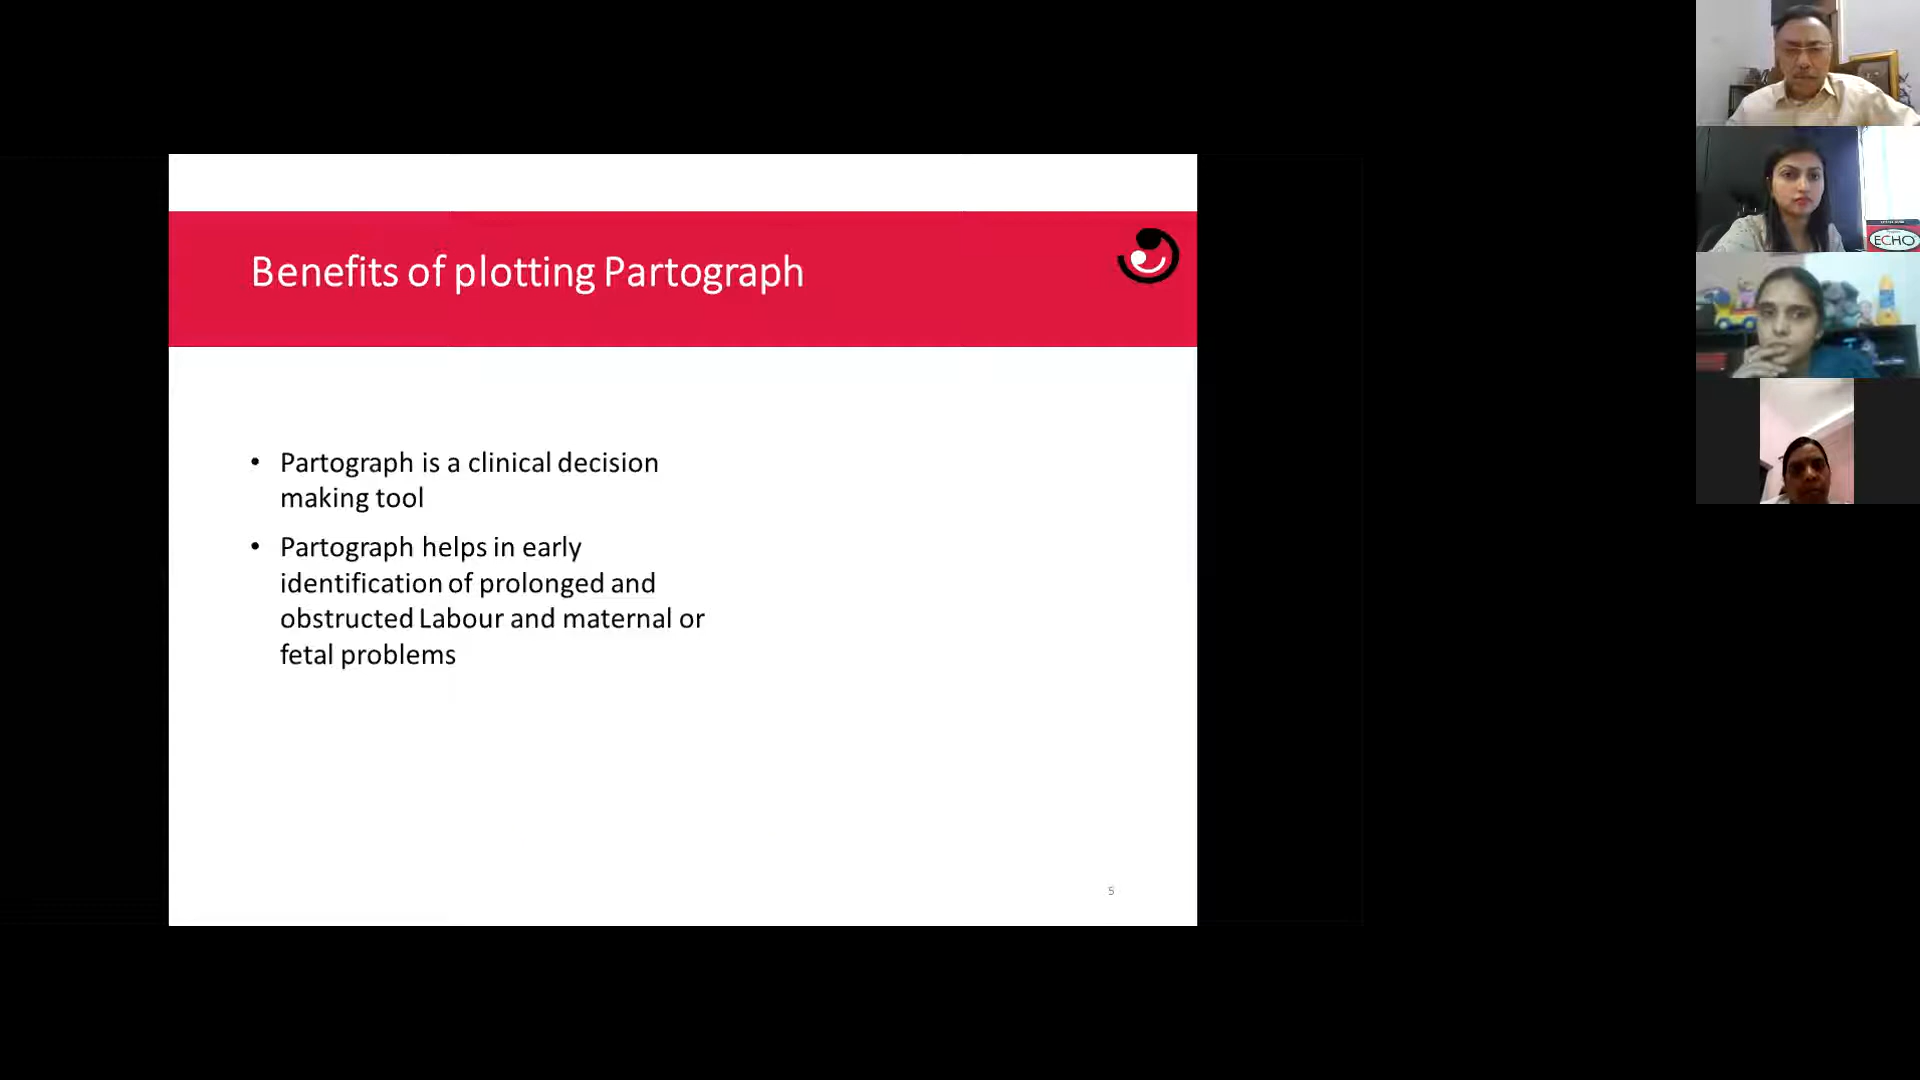 Benefits of plotting Partograph
• Partograph is a clinical decision
making tool
• Partograph helps in early
identification of prolonged and
obstructed Labour and maternal or
fetal problems
5
ECHO